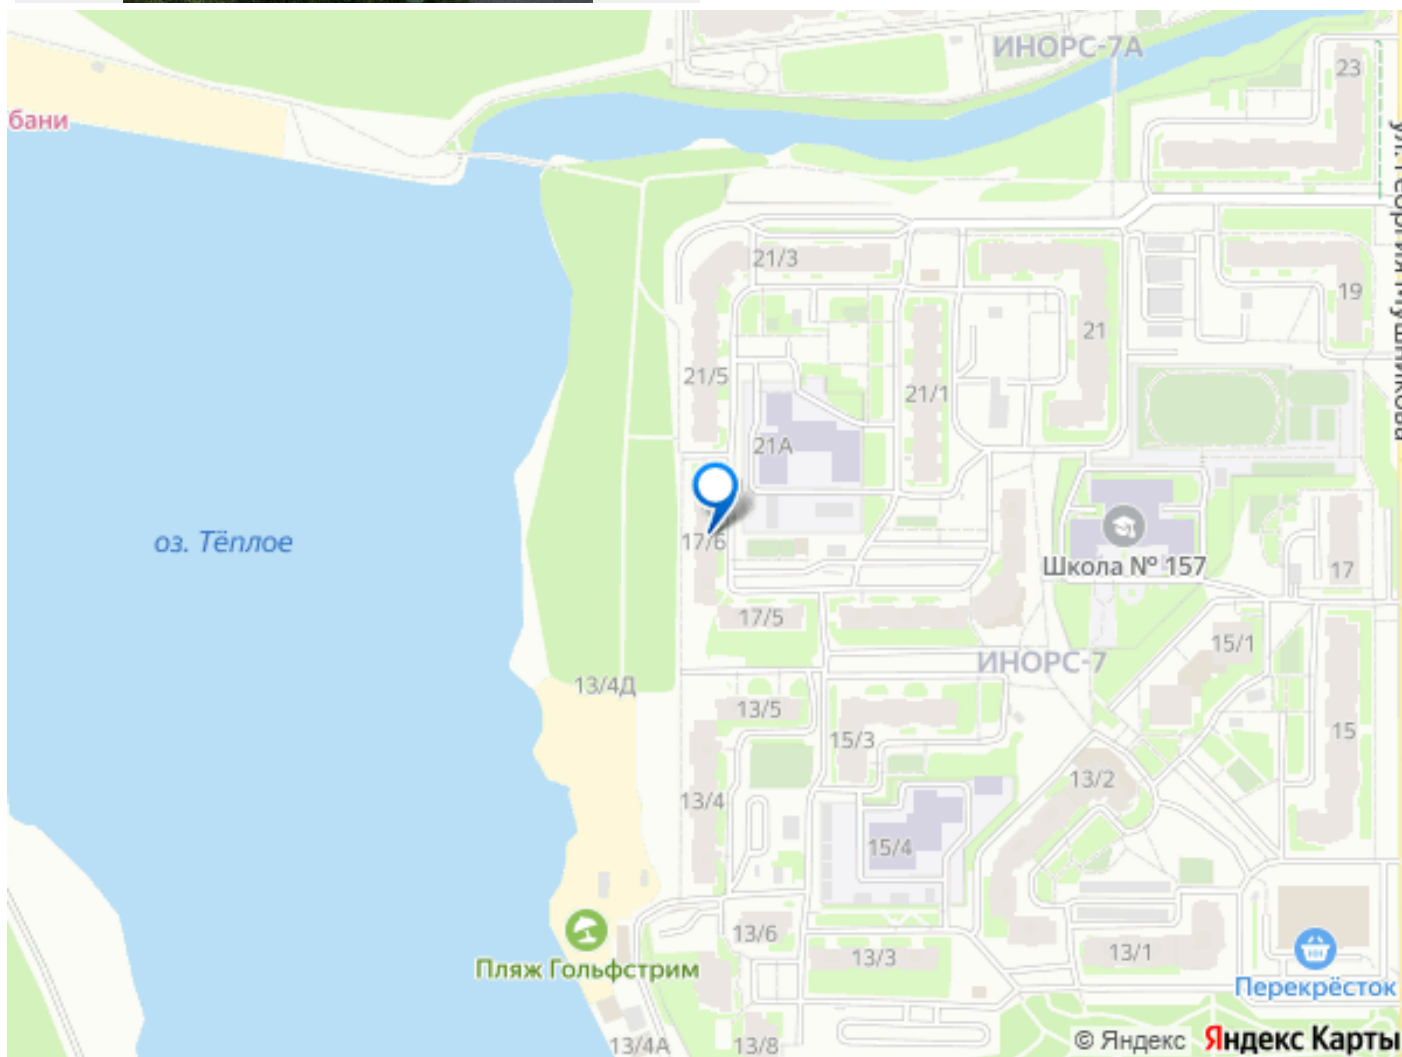 ИНОРС-7А
23
бани
ул. Георгия Мушникова
21/3
19
21
21/5
21/1
21А
оз. Тёплое
17/6
Школа № 157
17
17/5
15/1
ИНОРС-7
13/4Д
13/5
15/3
15
13/2
13/4
15/4
13/6
13/3
13/1
Пляж Гольфстрим
Перекрёсток
13/4А
13/8
© Яндекс Яндекс Карты